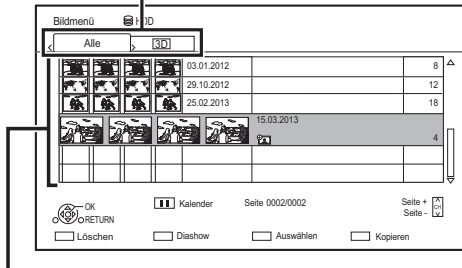 Bildmenü HDD
Alle 3D
03.01.2012 8
29.10.2012 12
25.02.2013 18
15.03.2013
4
OK
RETURN
Kalender Seite 0002/0002 Seite + CH
Seite -
Löschen Diashow Auswählen Kopieren